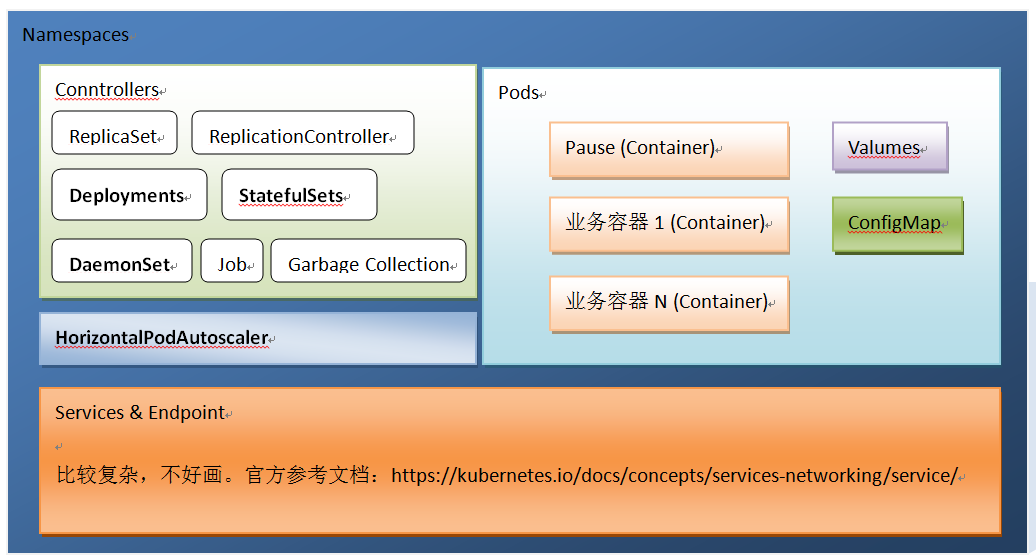 Namespaces
Conntrollers
ReplicaSet
ReplicationController
Deployments
StatefulSets
DaemonSet
Job
Garbage Collection
HorizontalPodAutoscaler
Pods
Pause (Container)
业务容器 1 (Container)
业务容器 N (Container)
Valumes
ConfigMap
Services & Endpoint
比较复杂，不好画。官方参考文档：https://kubernetes.io/docs/concepts/services-networking/service/